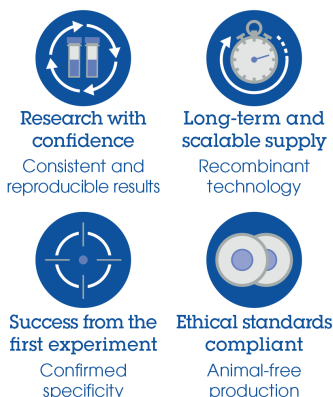 Research with
confidence
Consistent and
reproducible results
Long-term and
scalable supply
Recombinant
technology
Success from the
first experiment
Confirmed
specificity
Ethical standards
compliant
Animal-free
production